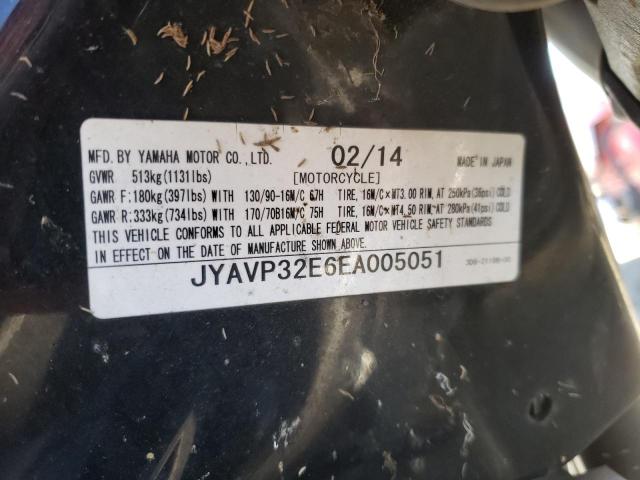 MFD. BY YAMAHA MOTOR CO., LTD. 02/14 MADE IN JAPAN
GVWR 513kg(1131lbs) [MOTORCYCLE]
GAWR F: 180kg(397lbs) WITH 130/90-16M/C 67H TIRE, 16M/C×MT3.00 RIM, AT 250kPa(36psi) COLD
GAWR R: 333kg(734lbs) WITH 170/70B16M/C 75H TIRE, 16M/C×MT4.50 RIM, AT 280kPa(41psi) COLD
THIS VEHICLE CONFORMS TO ALL APPLICABLE FEDERAL MOTOR VEHICLE SAFETY STANDARDS
IN EFFECT ON THE DATE OF MANUFACTURE SHOWN ABOVE.
JYAVP32E6EA005051